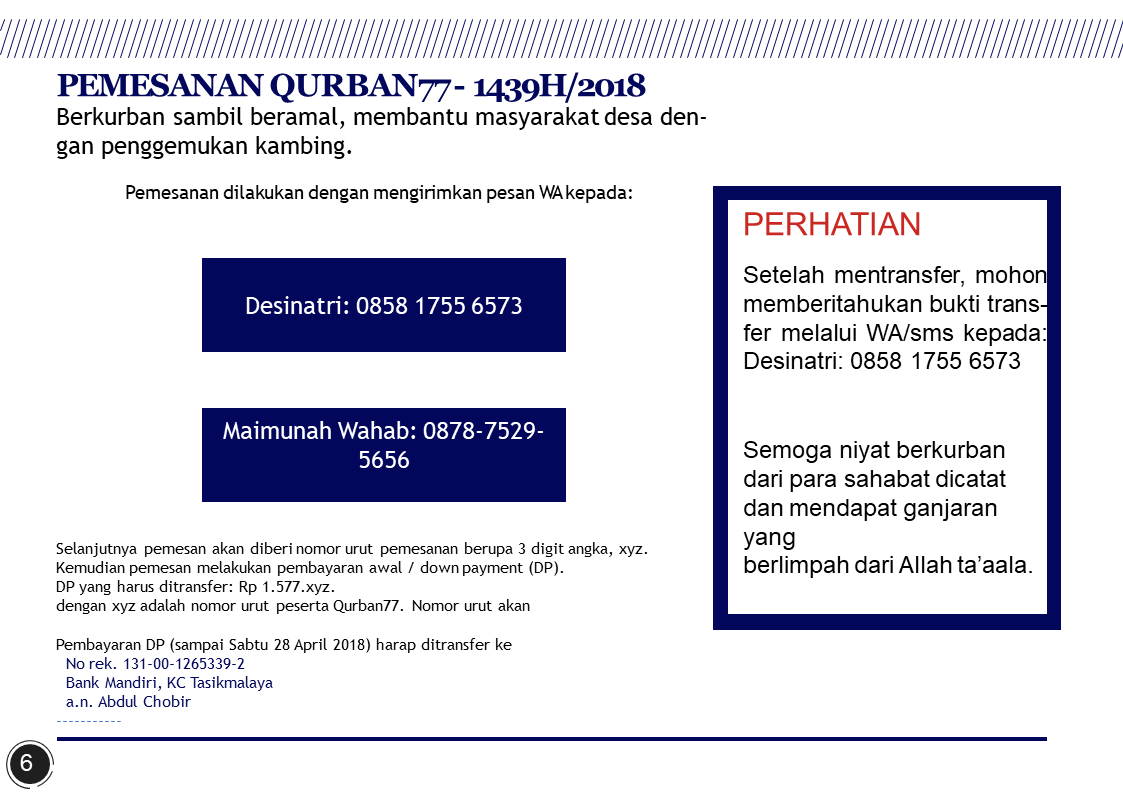 PEMESANAN QURBAN77 - 1439H/2018
Berkurban sambil beramal, membantu masyarakat desa den-
gan penggemukan kambing.
Pemesanan dilakukan dengan mengirimkan pesan WA kepada:
Desinatri: 0858 1755 6573
Maimunah Wahab: 0878-7529-
5656
Selanjutnya pemesan akan diberi nomor urut pemesanan berupa 3 digit angka, xyz.
Kemudian pemesan melakukan pembayaran awal / down payment (DP).
DP yang harus ditransfer: Rp 1.577.xyz.
dengan xyz adalah nomor urut peserta Qurban77. Nomor urut akan
Pembayaran DP (sampai Sabtu 28 April 2018) harap ditransfer ke
No rek. 131-00-1265339-2
Bank Mandiri, KC Tasikmalaya
a.n. Abdul Chobir
-----------
PERHATIAN
Setelah mentransfer, mohon
memberitahukan bukti trans-
fer melalui WA/sms kepada:
Desinatri: 0858 1755 6573
Semoga niyat berkurban
dari para sahabat dicatat
dan mendapat ganjaran
yang
berlimpah dari Allah ta’aala.
6